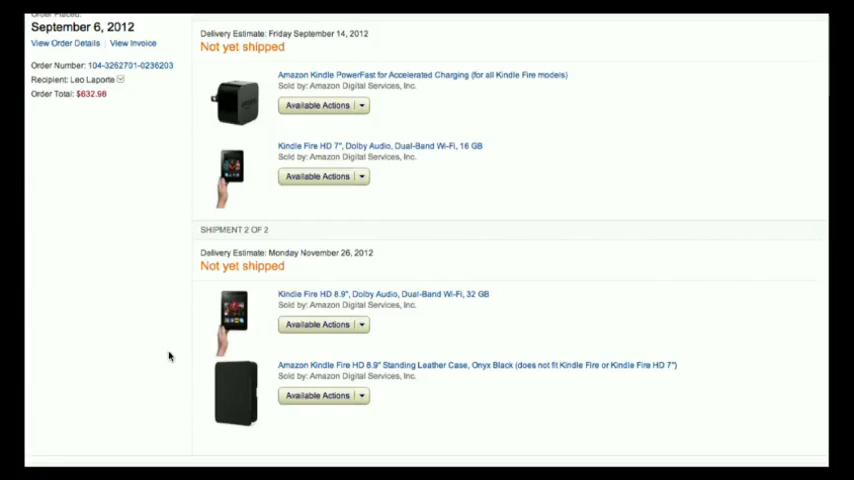 September 6, 2012
View Order Details | View Invoice
Order Number: 104-3262701-0236203
Recipient: Leo Laporte
Order Total: $632.98
Delivery Estimate: Friday September 14, 2012
Not yet shipped
Amazon Kindle PowerFast for Accelerated Charging (for all Kindle Fire models)
Sold by: Amazon Digital Services, Inc.
Available Actions
Kindle Fire HD 7", Dolby Audio, Dual-Band Wi-Fi, 16 GB
Sold by: Amazon Digital Services, Inc.
Available Actions
SHIPMENT 2 OF 2
Delivery Estimate: Monday November 26, 2012
Not yet shipped
Kindle Fire HD 8.9", Dolby Audio, Dual-Band Wi-Fi, 32 GB
Sold by: Amazon Digital Services, Inc.
Available Actions
Amazon Kindle Fire HD 8.9" Standing Leather Case, Onyx Black (does not fit Kindle Fire or Kindle Fire HD 7")
Sold by: Amazon Digital Services, Inc.
Available Actions